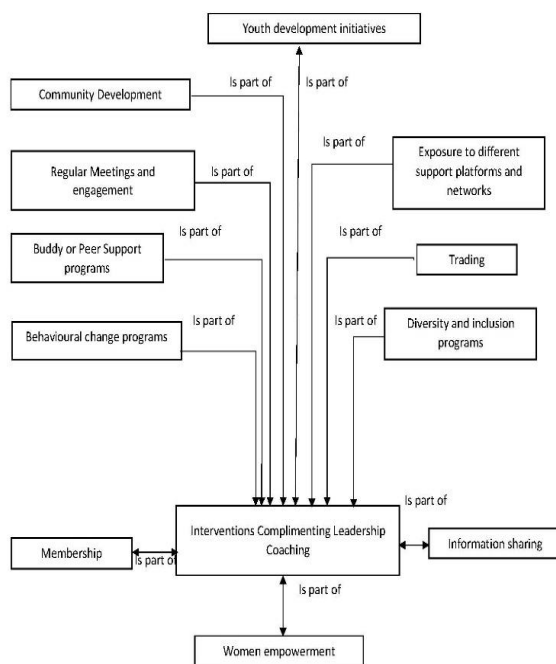 Youth development initiatives
Is part of
Is part of
Community Development
Is part of
Exposure to different
support platforms and
networks
Regular Meetings and
engagement
Is part of
Buddy or Peer Support
programs
Is part of
Is part of
Trading
Behavioural change programs
Is part of
Is part of
Diversity and inclusion
programs
Is part of
Interventions Complimenting Leadership
Coaching
Membership
Is part of
Information sharing
Is part of
Women empowerment